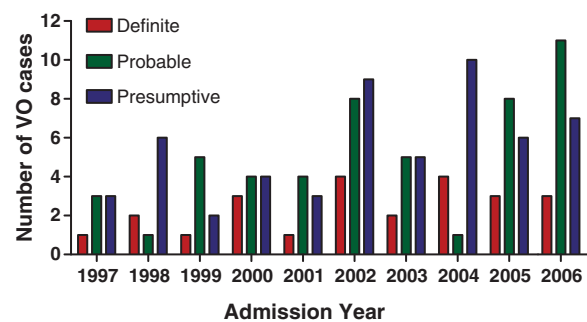 Definite
Probable
Presumptive
Number of VO cases
12
10
8
6
4
2
0
1997 1998 1999 2000 2001 2002 2003 2004 2005 2006
Admission Year